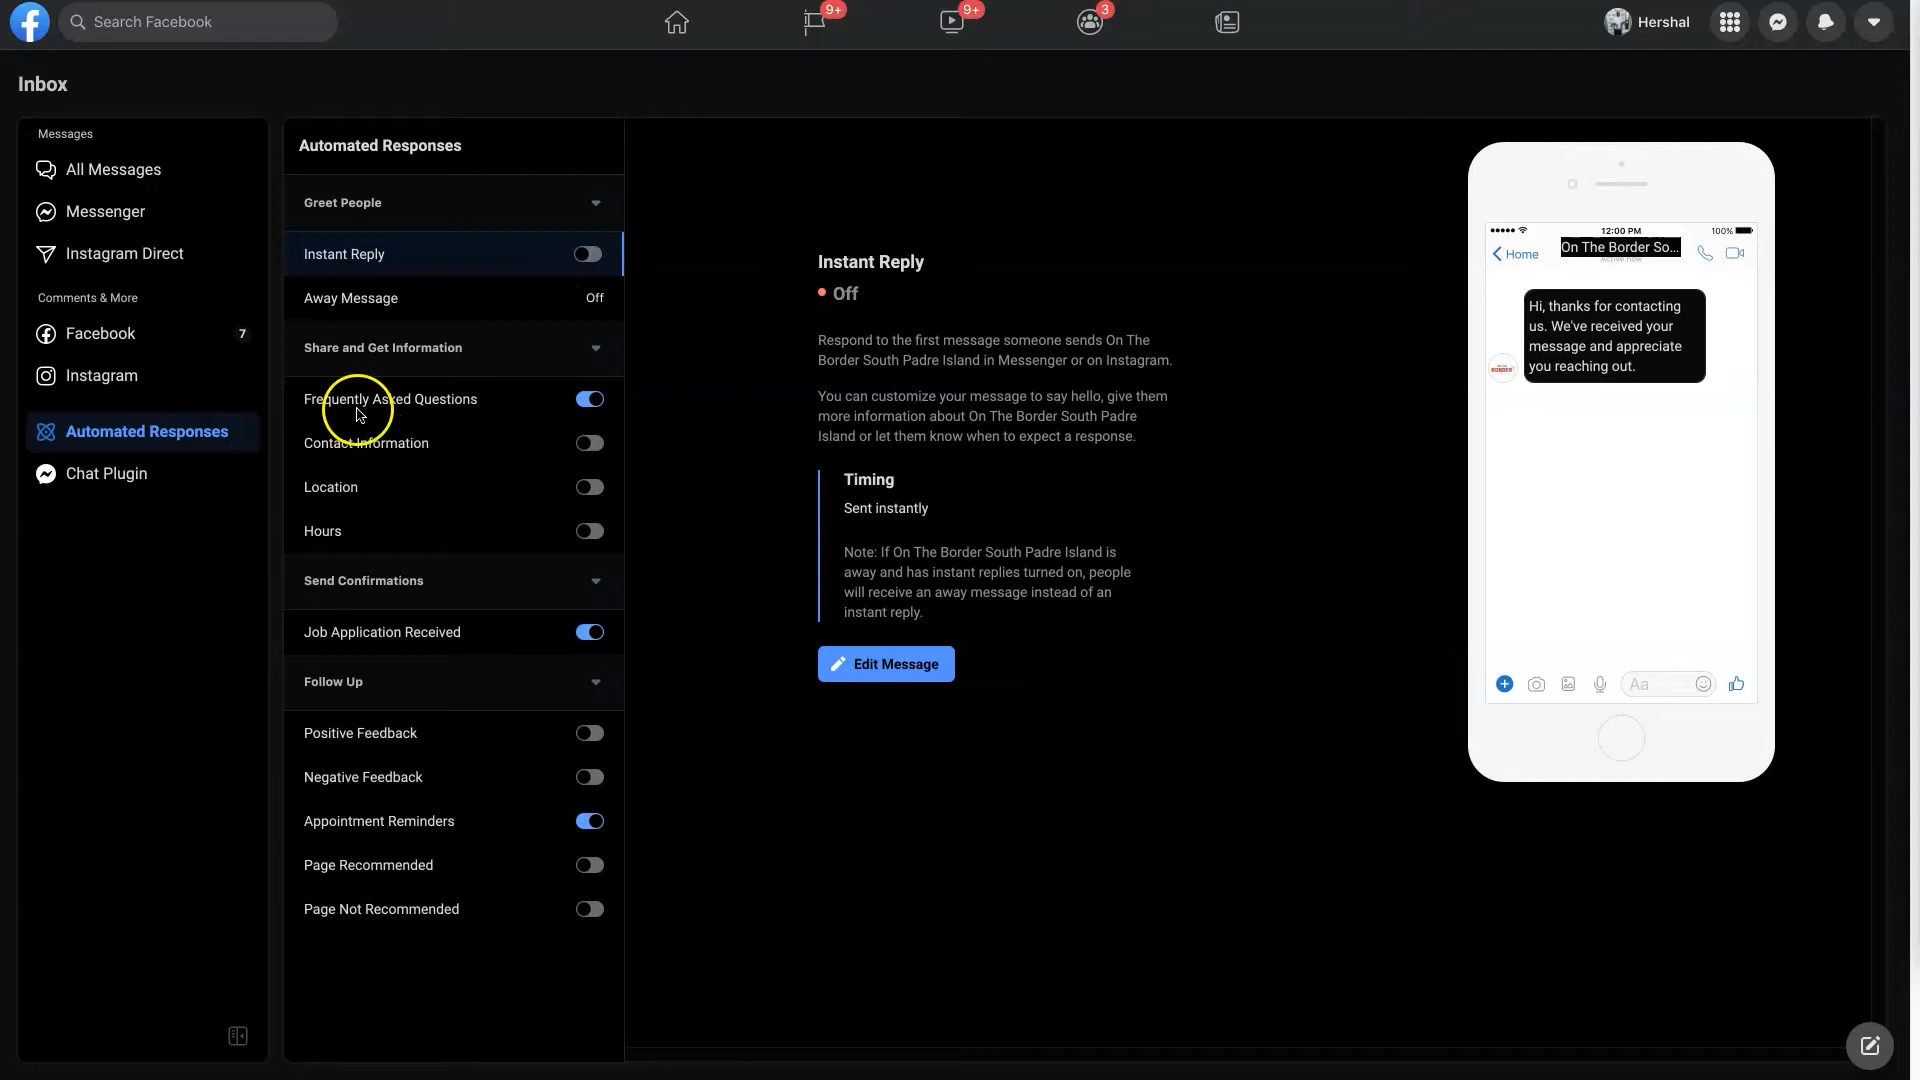 Search Facebook
9+
9+
3
Hershal
Inbox
Messages
All Messages
Messenger
Instagram Direct
Comments & More
Facebook
7
Instagram
Automated Responses
Chat Plugin
Automated Responses
Greet People
Instant Reply
Away Message
Off
Share and Get Information
Frequently Asked Questions
Contact Information
Location
Hours
Send Confirmations
Job Application Received
Follow Up
Positive Feedback
Negative Feedback
Appointment Reminders
Page Recommended
Page Not Recommended
Instant Reply
Off
Respond to the first message someone sends On The
Border South Padre Island in Messenger or on Instagram.
You can customize your message to say hello, give them
more information about On The Border South Padre
Island or let them know when to expect a response.
Timing
Sent instantly
Note: If On The Border South Padre Island is
away and has instant replies turned on, people
will receive an away message instead of an
instant reply.
Edit Message
12:00 PM
100%
Home
On The Border So...
Active now
Hi, thanks for contacting
us. We've received your
message and appreciate
you reaching out.
BORDER
Aa